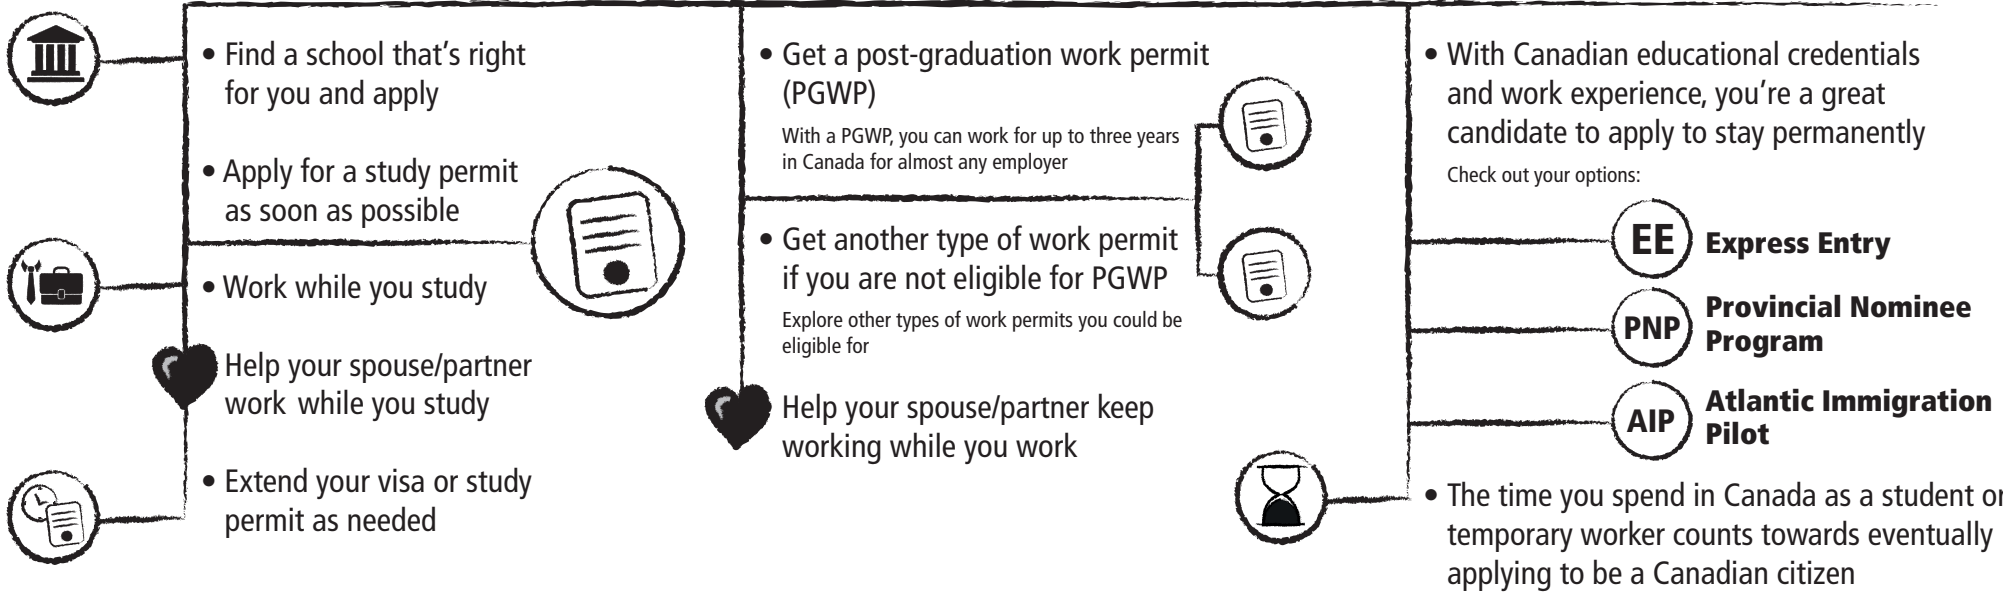 • Find a school that's right
for you and apply
• Apply for a study permit
as soon as possible
• Work while you study
Help your spouse/partner
work while you study
• Extend your visa or study
permit as needed
• Get a post-graduation work permit
(PGWP)
With a PGWP, you can work for up to three years
in Canada for almost any employer
• Get another type of work permit
if you are not eligible for PGWP
Explore other types of work permits you could be
eligible for
Help your spouse/partner keep
working while you work
• With Canadian educational credentials
and work experience, you're a great
candidate to apply to stay permanently
Check out your options:
EE Express Entry
PNP Provincial Nominee
Program
AIP Atlantic Immigration
Pilot
• The time you spend in Canada as a student or
temporary worker counts towards eventually
applying to be a Canadian citizen